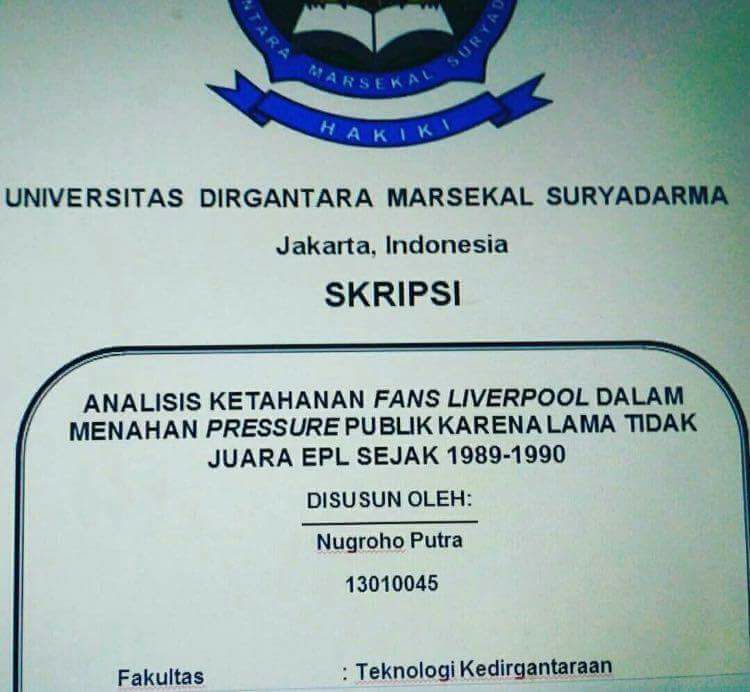 NTARA MARSEKAL SURYAD
HAKIKI
UNIVERSITAS DIRGANTARA MARSEKAL SURYADARMA
Jakarta, Indonesia
SKRIPSI
ANALISIS KETAHANAN FANS LIVERPOOL DALAM
MENAHAN PRESSURE PUBLIK KARENA LAMA TIDAK
JUARA EPL SEJAK 1989-1990
DISUSUN OLEH:
Nugroho Putra
13010045
Fakultas : Teknologi Kedirgantaraan